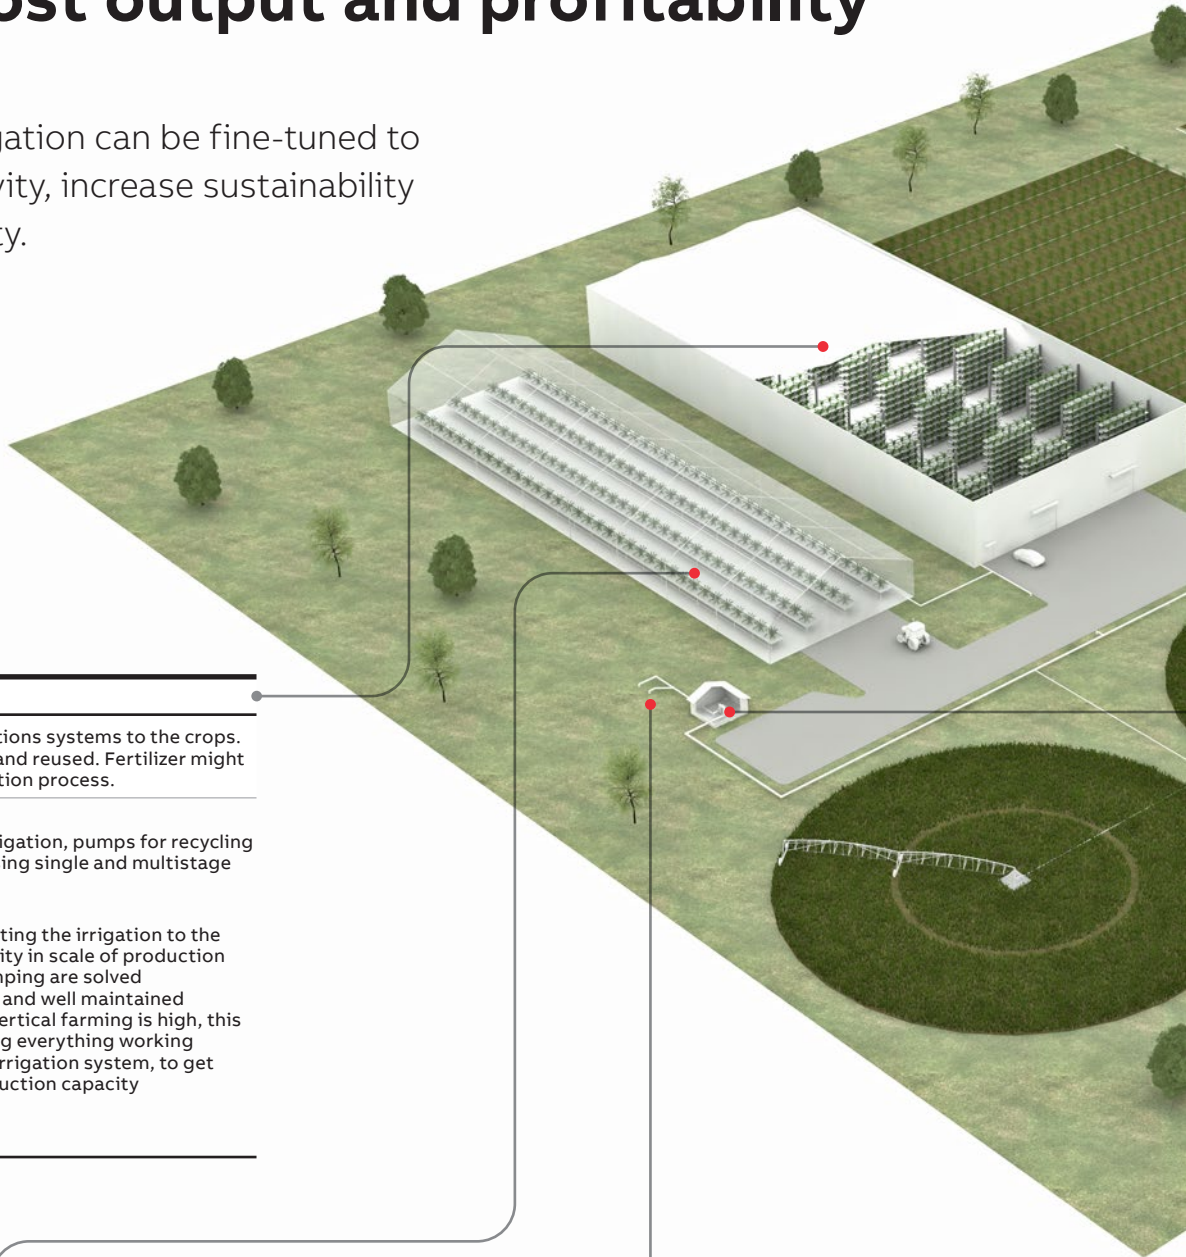 ost output and profitability
gation can be fine-tuned to
vity, increase sustainability
ty.
tions systems to the crops.
and reused. Fertilizer might
tion process.
igation, pumps for recycling
ing single and multistage
ting the irrigation to the
ity in scale of production
nping are solved
and well maintained
ertical farming is high, this
g everything working
rrigation system, to get
uction capacity